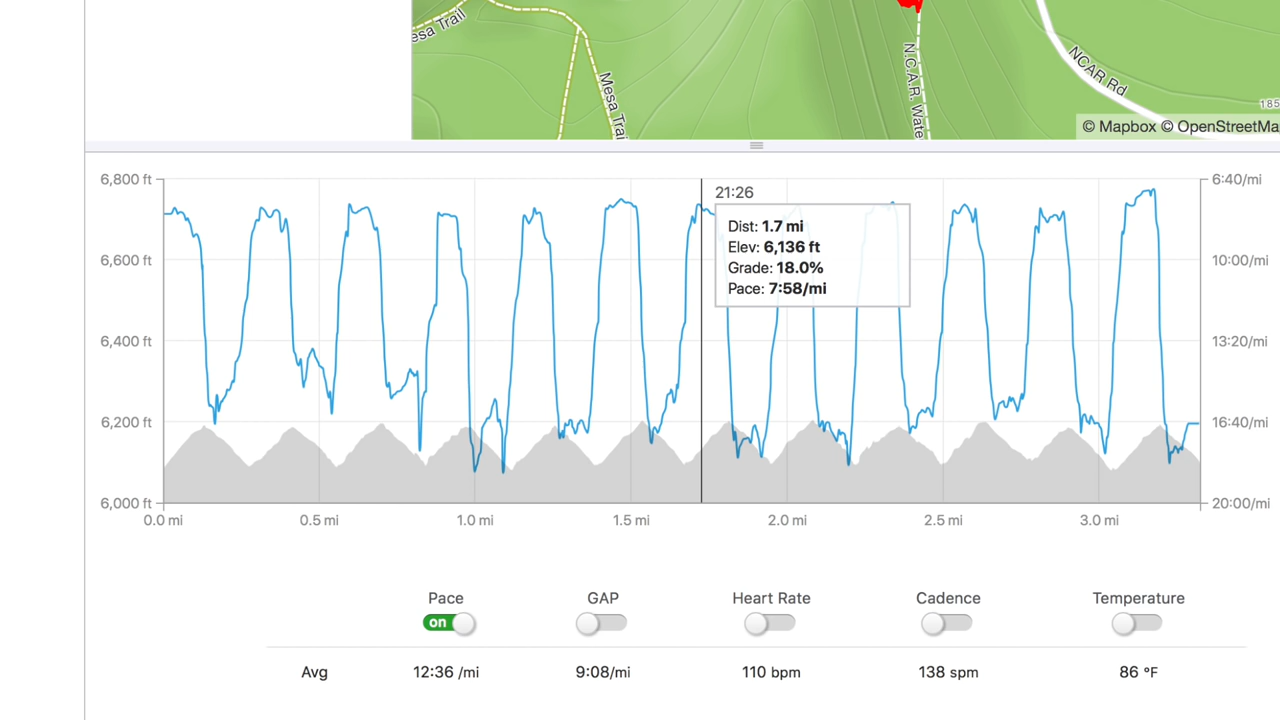 esa Trail
Mesa Trai
N.C.A.R. Wate
NCAR Rd
185
© Mapbox © OpenStreetMa
6,800 ft
6,600 ft
6,400 ft
6,200 ft
6,000 ft
21:26
Dist: 1.7 mi
Elev: 6,136 ft
Grade: 18.0%
Pace: 7:58/mi
6:40/mi
10:00/mi
13:20/mi
16:40/mi
20:00/mi
0.0 mi 0.5 mi 1.0 mi 1.5 mi 2.0 mi 2.5 mi 3.0 mi
Pace GAP Heart Rate Cadence Temperature
on
Avg 12:36 /mi 9:08/mi 110 bpm 138 spm 86 °F